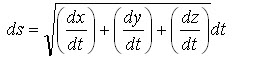 ds = √((dx/dt) + (dy/dt) + (dz/dt)) dt